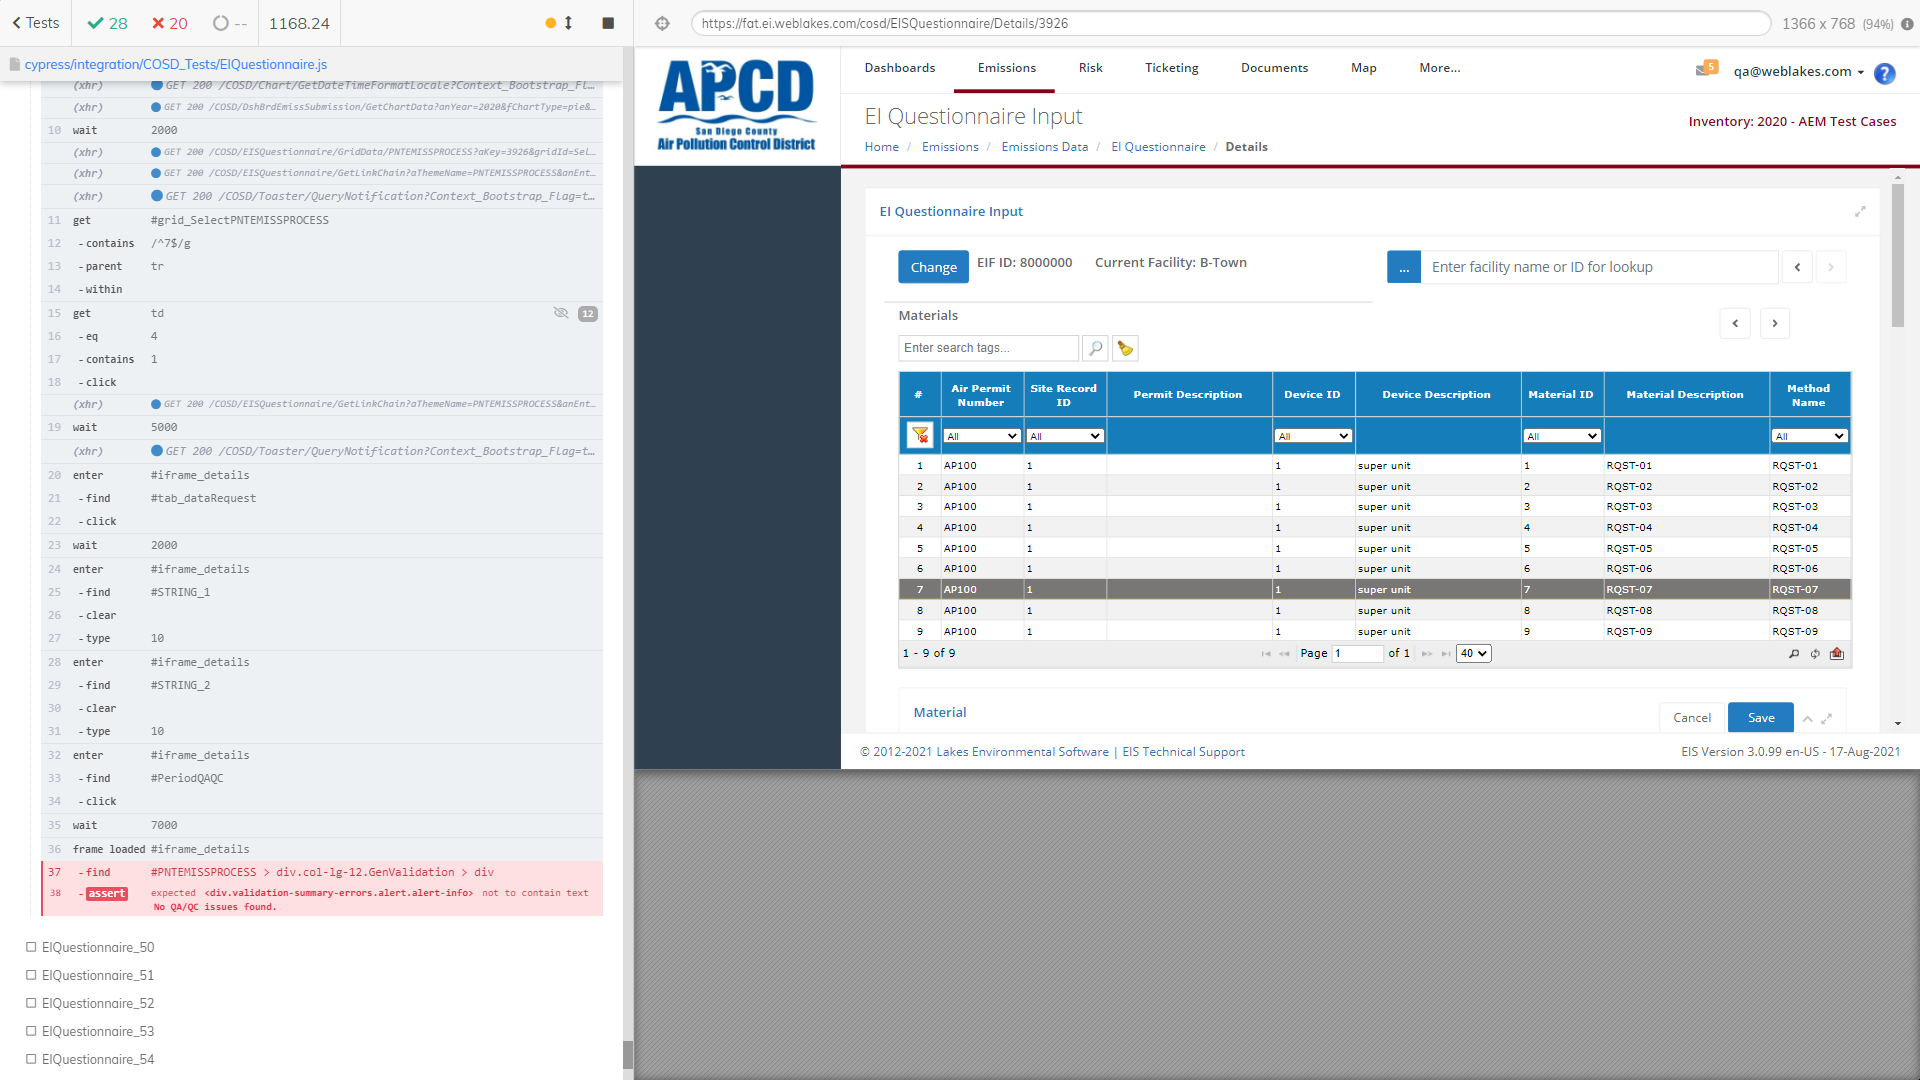 Tests
28
20
--
1168.24
https://fat.ei.weblakes.com/cosd/EISQuestionnaire/Details/3926
1366 x 768 (94%)
cypress/integration/COSD_Tests/EIQuestionnaire.js
(xhr) GET 200 /COSD/Chart/GetDateTimeFormatLocale?Context_Bootstrap_Fl…
(xhr) GET 200 /COSD/DshBrdEmissSubmission/GetChartData?anYear=2020&fChartType=pie&…
10 wait 2000
(xhr) GET 200 /COSD/EISQuestionnaire/GridData/PNTEMISSPROCESS?aKey=3926&gridId=Sel…
(xhr) GET 200 /COSD/EISQuestionnaire/GetLinkChain?aThemeName=PNTEMISSPROCESS&anEnt…
(xhr) GET 200 /COSD/Toaster/QueryNotification?Context_Bootstrap_Flag=t…
11 get #grid_SelectPNTEMISSPROCESS
12 -contains /^7$/g
13 -parent tr
14 -within
15 get td 12
16 -eq 4
17 -contains 1
18 -click
(xhr) GET 200 /COSD/EISQuestionnaire/GetLinkChain?aThemeName=PNTEMISSPROCESS&anEnt…
19 wait 5000
(xhr) GET 200 /COSD/Toaster/QueryNotification?Context_Bootstrap_Flag=t…
20 enter #iframe_details
21 -find #tab_dataRequest
22 -click
23 wait 2000
24 enter #iframe_details
25 -find #STRING_1
26 -clear
27 -type 10
28 enter #iframe_details
29 -find #STRING_2
30 -clear
31 -type 10
32 enter #iframe_details
33 -find #PeriodQAQC
34 -click
35 wait 7000
36 frame loaded #iframe_details
37 -find #PNTEMISSPROCESS > div.col-lg-12.GenValidation > div
38 -assert expected <div.validation-summary-errors.alert.alert-info> not to contain text
No QA/QC issues found.
EIQuestionnaire_50
EIQuestionnaire_51
EIQuestionnaire_52
EIQuestionnaire_53
EIQuestionnaire_54
APCD
San Diego County
Air Pollution Control District
Dashboards Emissions Risk Ticketing Documents Map More...
5
qa@weblakes.com
?
EI Questionnaire Input
Inventory: 2020 - AEM Test Cases
Home / Emissions / Emissions Data / EI Questionnaire / Details
EI Questionnaire Input
Change EIF ID: 8000000 Current Facility: B-Town
... Enter facility name or ID for lookup
Materials
Enter search tags...
# Air Permit Number Site Record ID Permit Description Device ID Device Description Material ID Material Description Method Name
All All All All All
1 AP100 1 1 super unit 1 RQST-01 RQST-01
2 AP100 1 1 super unit 2 RQST-02 RQST-02
3 AP100 1 1 super unit 3 RQST-03 RQST-03
4 AP100 1 1 super unit 4 RQST-04 RQST-04
5 AP100 1 1 super unit 5 RQST-05 RQST-05
6 AP100 1 1 super unit 6 RQST-06 RQST-06
7 AP100 1 1 super unit 7 RQST-07 RQST-07
8 AP100 1 1 super unit 8 RQST-08 RQST-08
9 AP100 1 1 super unit 9 RQST-09 RQST-09
1 - 9 of 9 Page 1 of 1 40
Material
Cancel Save
© 2012-2021 Lakes Environmental Software | EIS Technical Support
EIS Version 3.0.99 en-US - 17-Aug-2021